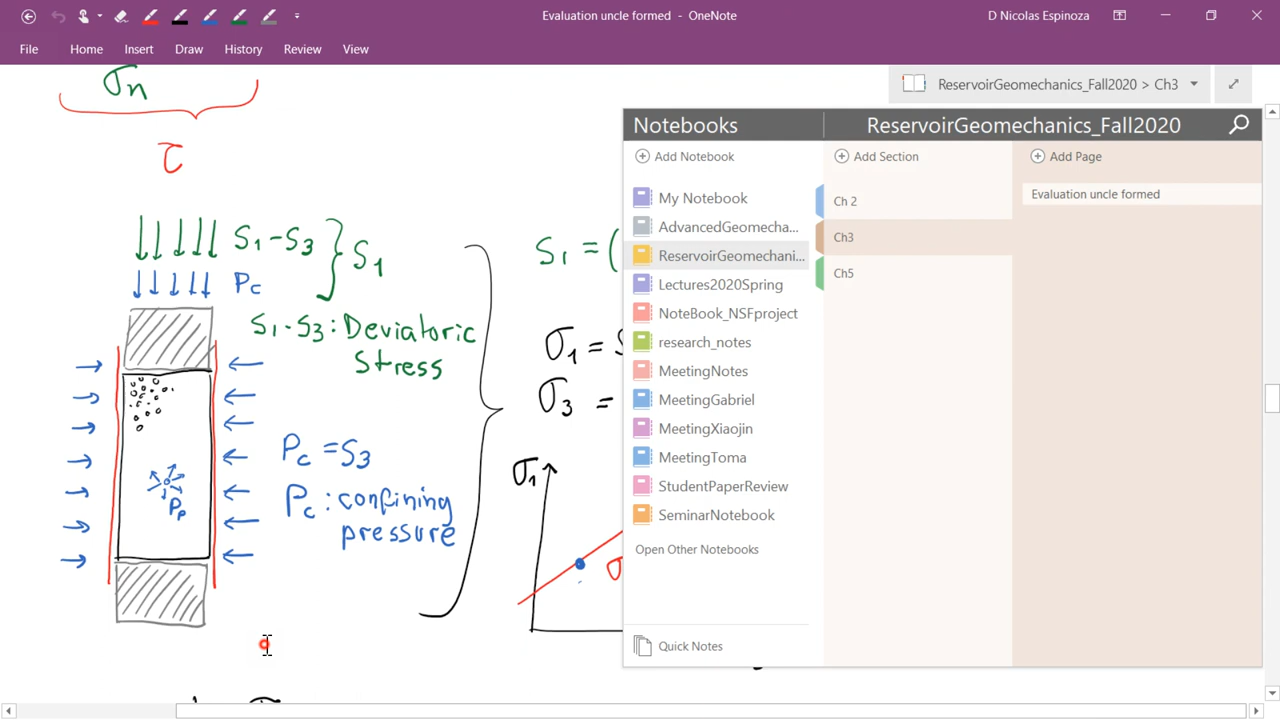 Evaluation uncle formed - OneNote
D Nicolas Espinoza
File Home Insert Draw History Review View
ReservoirGeomechanics_Fall2020 > Ch3
σn
τ
S1-S3 } S1
Pc
S1-S3: Deviatoric
Stress
Pc = S3
Pc: confining
pressure
Pp
S1 = (
σ1 = S
σ3 =
σ1
σ
Notebooks
ReservoirGeomechanics_Fall2020
Add Notebook
Add Section
Add Page
My Notebook
AdvancedGeomecha...
ReservoirGeomechani...
Lectures2020Spring
NoteBook_NSFproject
research_notes
MeetingNotes
MeetingGabriel
MeetingXiaojin
MeetingToma
StudentPaperReview
SeminarNotebook
Open Other Notebooks
Quick Notes
Ch 2
Ch3
Ch5
Evaluation uncle formed